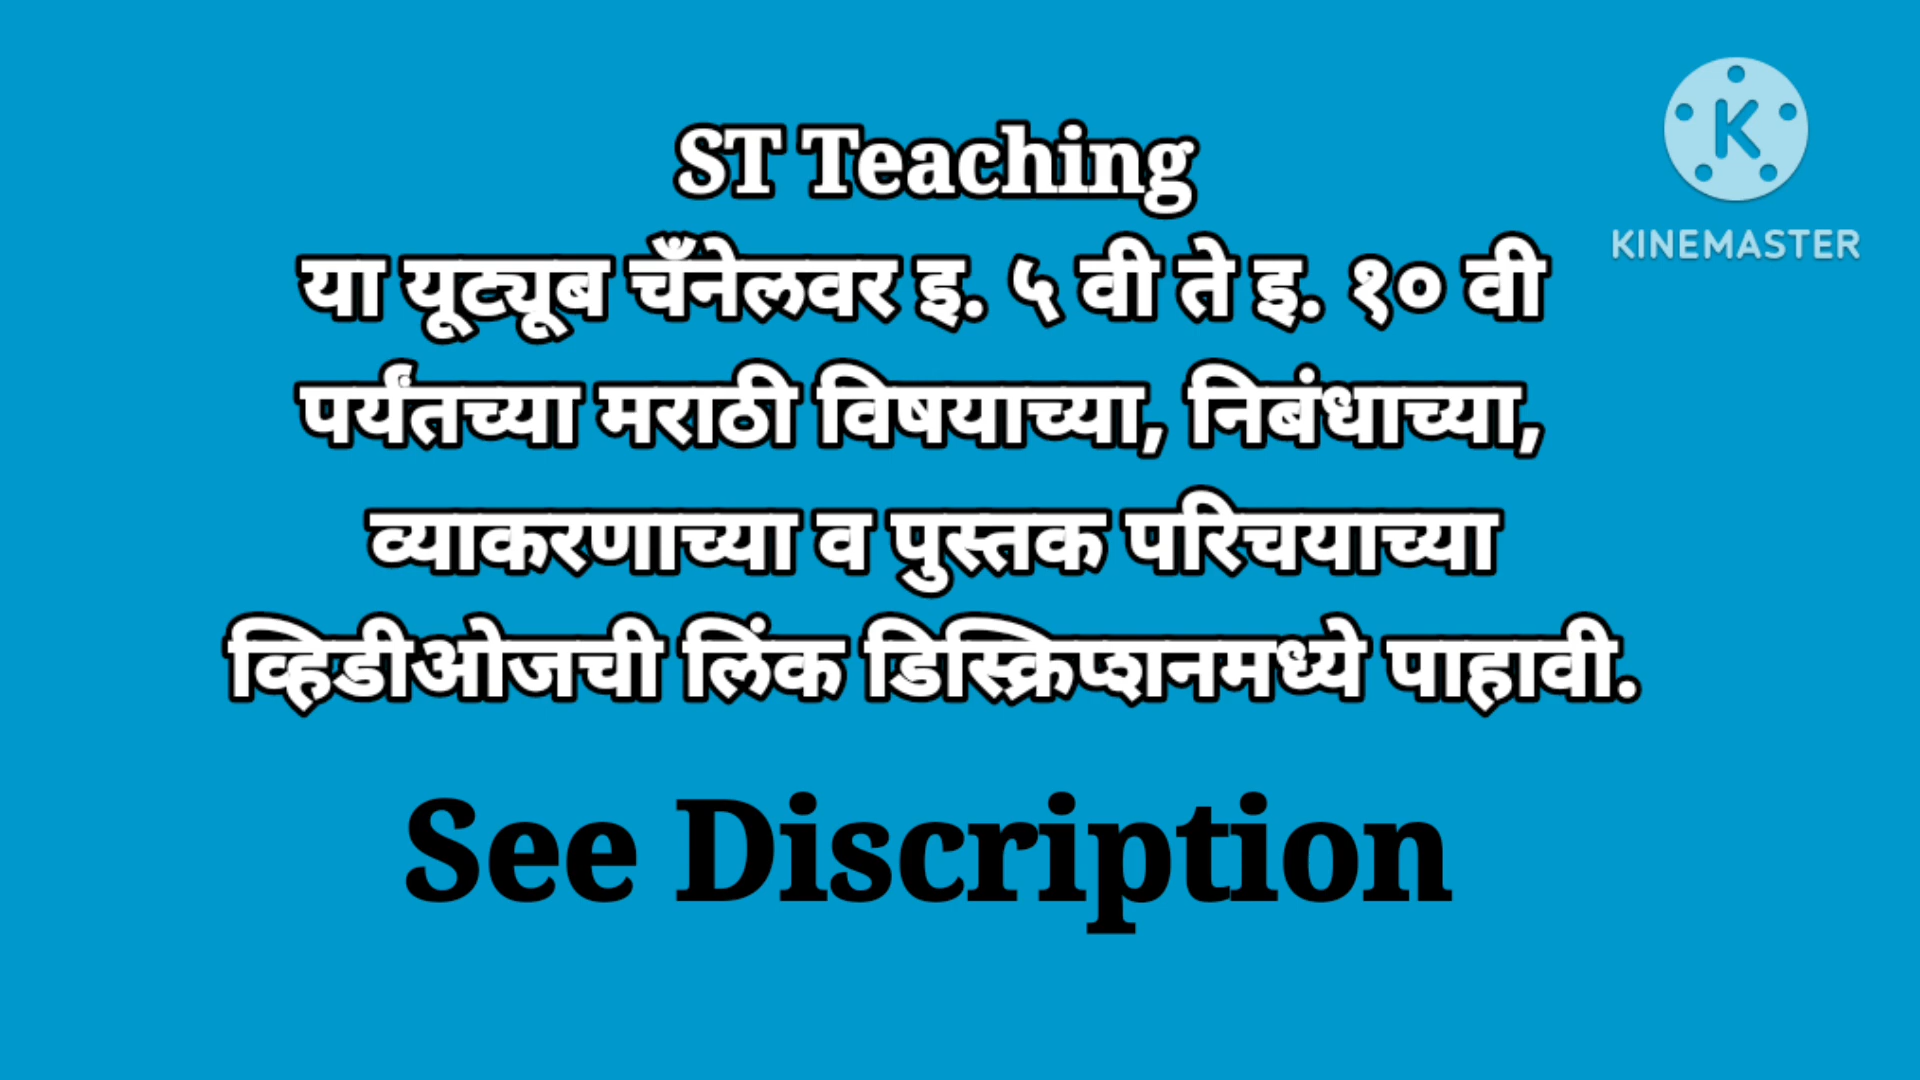 ST Teaching
K
KINEMASTER
या यूट्यूब चँनेलवर इ. ५ वी ते इ. १० वी
पर्यंतच्या मराठी विषयाच्या, निबंधाच्या,
व्याकरणाच्या व पुस्तक परिचयाच्या
व्हिडीओजची लिंक डिस्क्रिप्शनमध्ये पाहावी.
See Discription